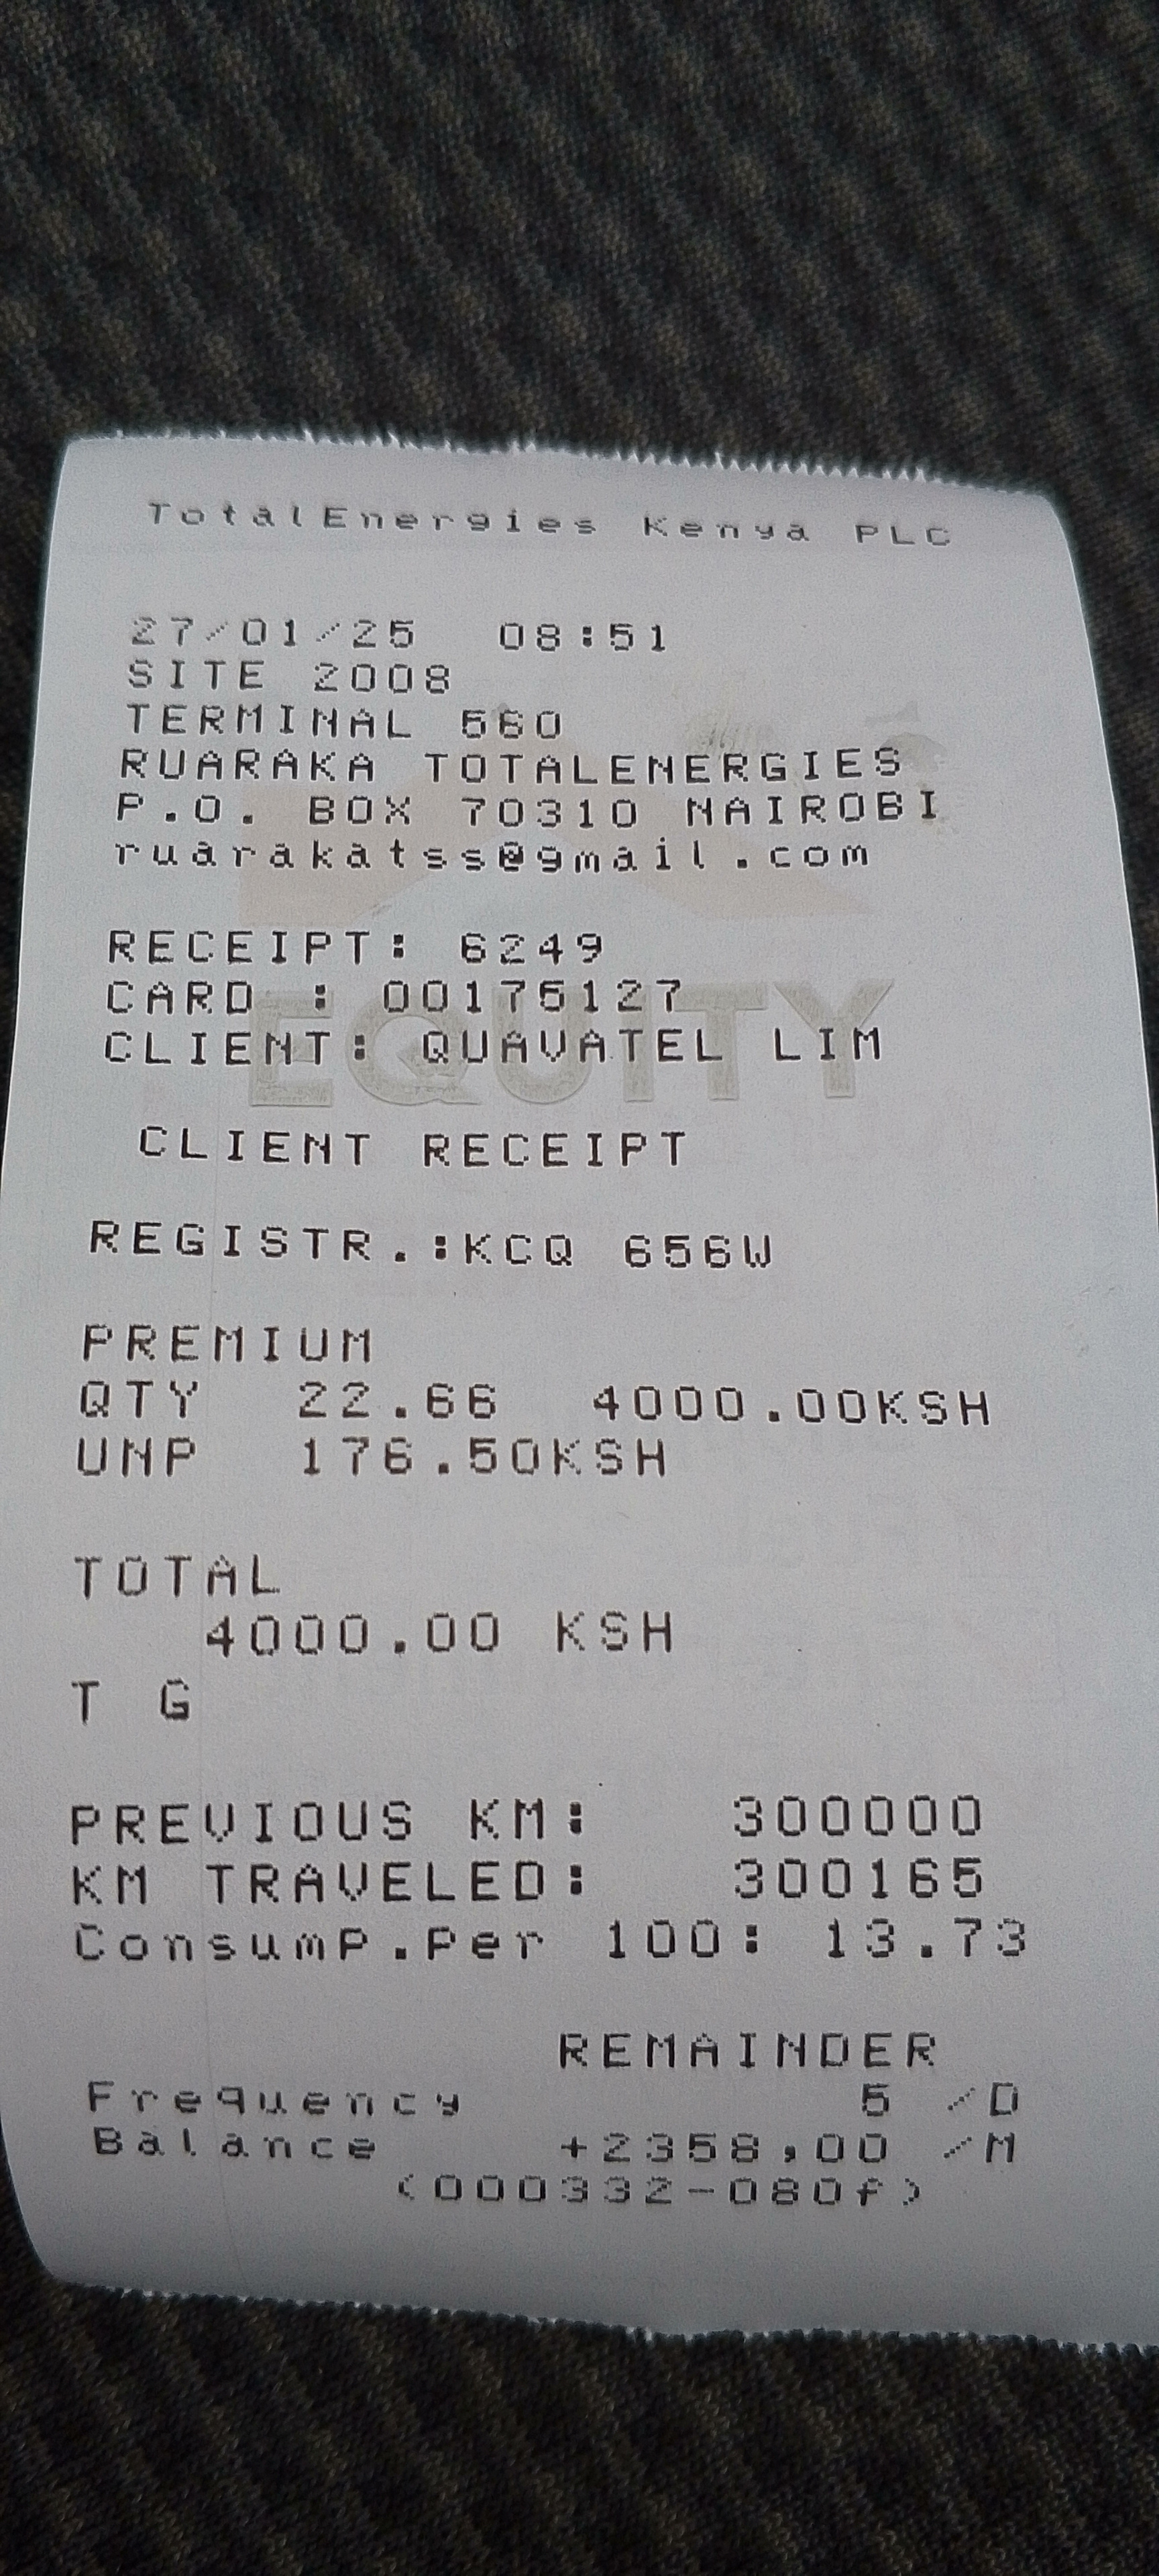 TotalEnergies Kenya PLC
27/01/25 08:51
SITE 2008
TERMINAL 560
RUARAKA TOTALENERGIES
P.O. BOX 70310 NAIROBI
ruarakatss@gmail.com
RECEIPT: 6249
CARD : 00175127
EQUITY
CLIENT: QUAVATEL LIM
CLIENT RECEIPT
REGISTR.:KCQ 656W
PREMIUM
QTY 22.66 4000.00KSH
UNP 176.50KSH
TOTAL
4000.00 KSH
T G
PREVIOUS KM: 300000
KM TRAVELED: 300165
Consump.Per 100: 13.73
REMAINDER
Frequency 5 /D
Balance +2358,00 /M
(000332-080f)